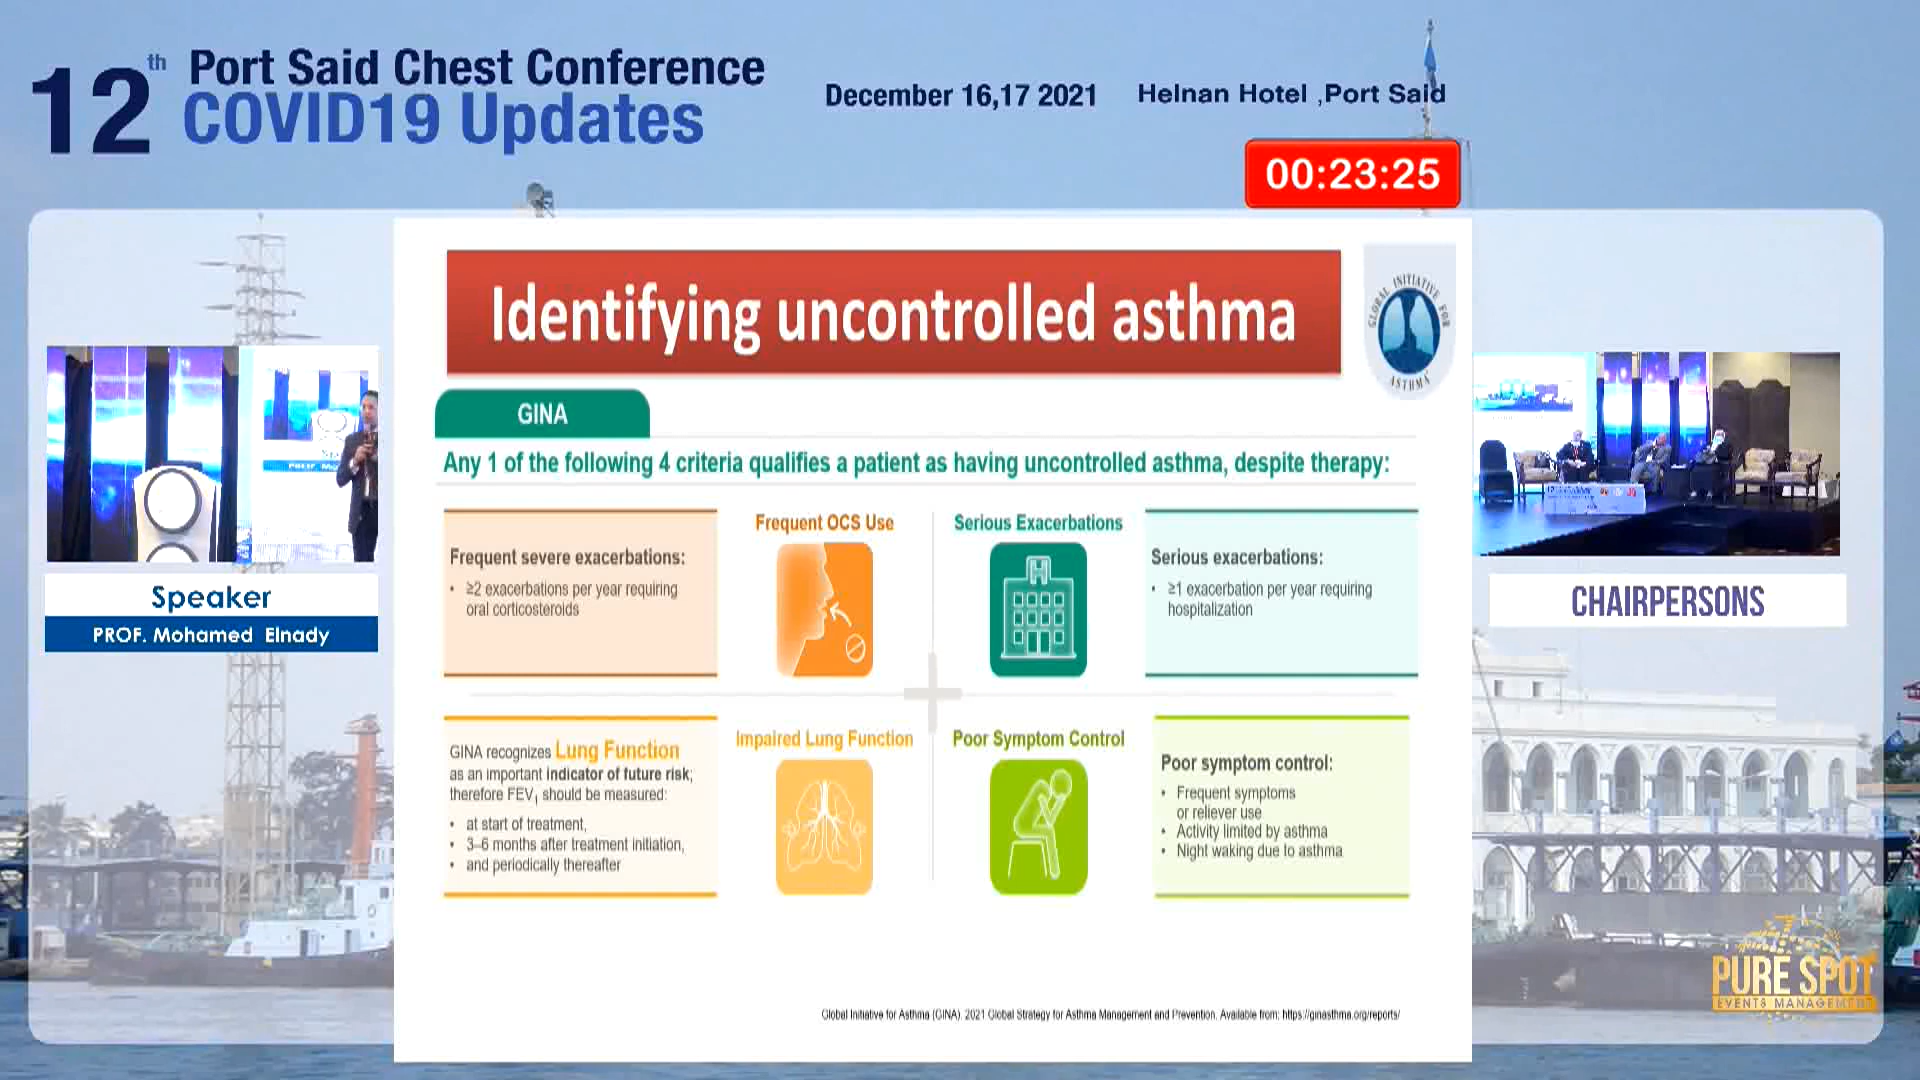 12th Port Said Chest Conference
COVID19 Updates
December 16,17 2021
Helnan Hotel ,Port Said
00:23:25
Identifying uncontrolled asthma
GLOBAL INITIATIVE FOR ASTHMA
GINA
Any 1 of the following 4 criteria qualifies a patient as having uncontrolled asthma, despite therapy:
Frequent severe exacerbations:
• ≥2 exacerbations per year requiring
oral corticosteroids
Frequent OCS Use
Serious Exacerbations
H
Serious exacerbations:
• ≥1 exacerbation per year requiring
hospitalization
GINA recognizes Lung Function
as an important indicator of future risk;
therefore FEV1 should be measured:
• at start of treatment,
• 3–6 months after treatment initiation,
• and periodically thereafter
Impaired Lung Function
Poor Symptom Control
Poor symptom control:
• Frequent symptoms
or reliever use
• Activity limited by asthma
• Night waking due to asthma
Global Initiative for Asthma (GINA). 2021 Global Strategy for Asthma Management and Prevention. Available from: https://ginasthma.org/reports/
Speaker
PROF. Mohamed Elnady
CHAIRPERSONS
PURE SPOT
EVENTS MANAGEMENT